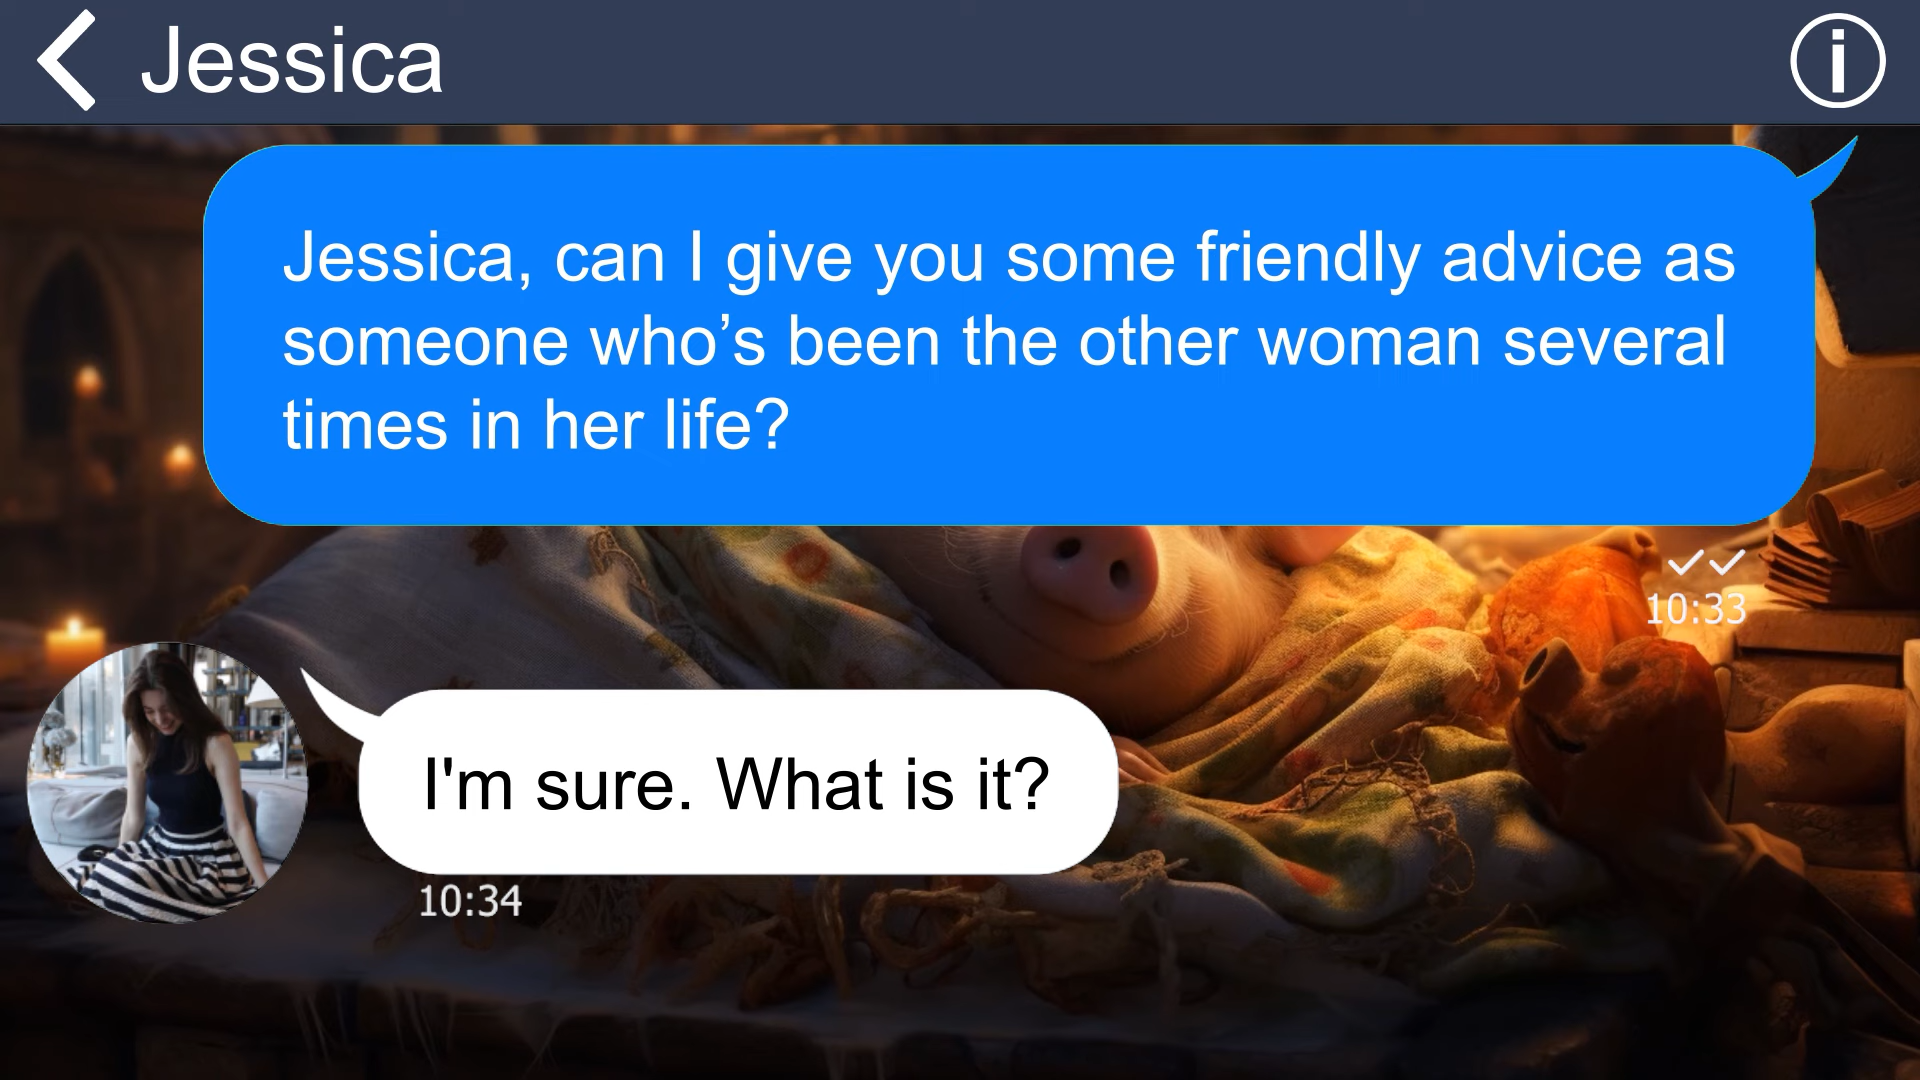 Jessica
Jessica, can I give you some friendly advice as
someone who’s been the other woman several
times in her life?
10:33
I'm sure. What is it?
10:34